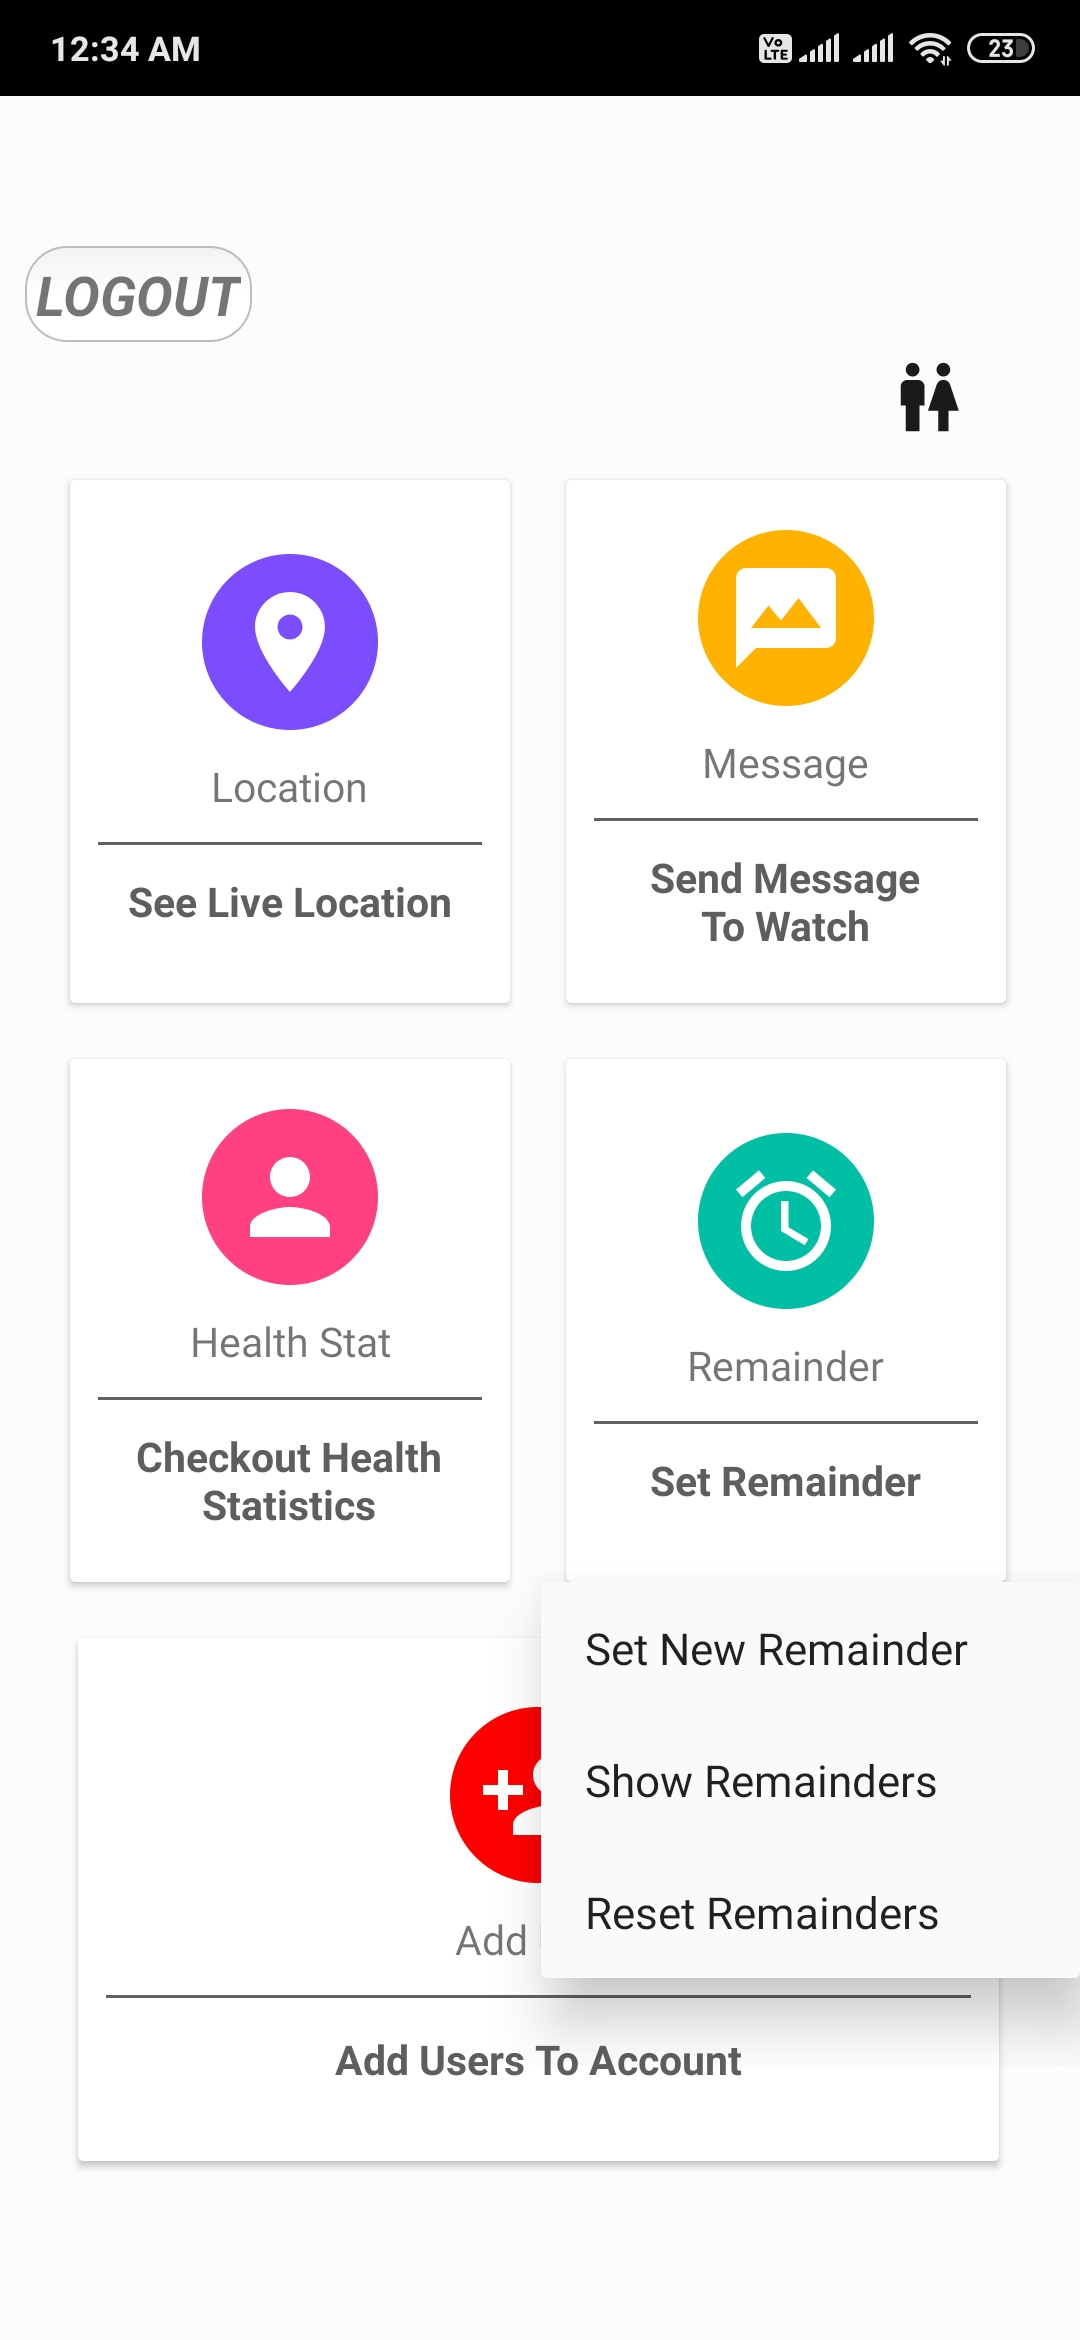 12:34 AM
Vo LTE
23
LOGOUT
Location
See Live Location
Message
Send Message
To Watch
Health Stat
Checkout Health
Statistics
Remainder
Set Remainder
Set New Remainder
Show Remainders
Reset Remainders
Add
Add Users To Account